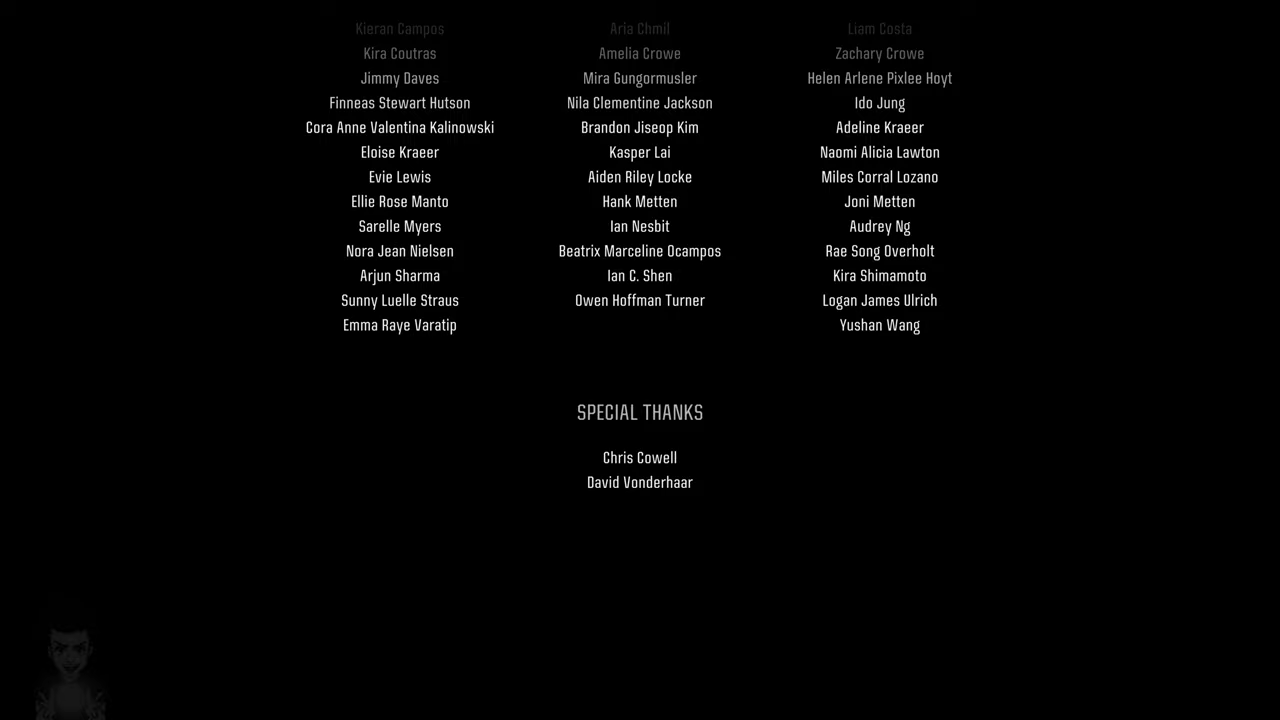 Kieran Campos Aria Chmil Liam Costa
Kira Coutras Amelia Crowe Zachary Crowe
Jimmy Daves Mira Gungormusler Helen Arlene Pixlee Hoyt
Finneas Stewart Hutson Nila Clementine Jackson Ido Jung
Cora Anne Valentina Kalinowski Brandon Jiseop Kim Adeline Kraeer
Eloise Kraeer Kasper Lai Naomi Alicia Lawton
Evie Lewis Aiden Riley Locke Miles Corral Lozano
Ellie Rose Manto Hank Metten Joni Metten
Sarelle Myers Ian Nesbit Audrey Ng
Nora Jean Nielsen Beatrix Marceline Ocampos Rae Song Overholt
Arjun Sharma Ian C. Shen Kira Shimamoto
Sunny Luelle Straus Owen Hoffman Turner Logan James Ulrich
Emma Raye Varatip Yushan Wang
SPECIAL THANKS
Chris Cowell
David Vonderhaar